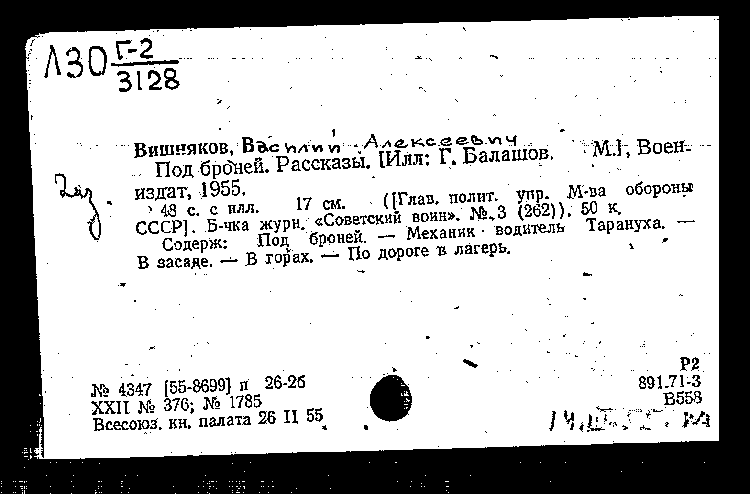 Л30 Г-2
3128
Вишняков, Василий Алексеевич
Под броней. Рассказы. [Илл: Г. Балашов. М.], Воен-
издат, 1955.
48 с. с илл. 17 см. ([Глав. полит. упр. М-ва обороны
СССР]. Б-чка журн. «Советский воин». № 3 (262)). 50 к.
Содерж: Под броней. — Механик-водитель Тарануха. —
В засаде. — В горах. — По дороге в лагерь.
№ 4347 [55-8699] п 26-26
XXII № 376; № 1785
Всесоюз. кн. палата 26 II 55
Р2
891.71-3
В558